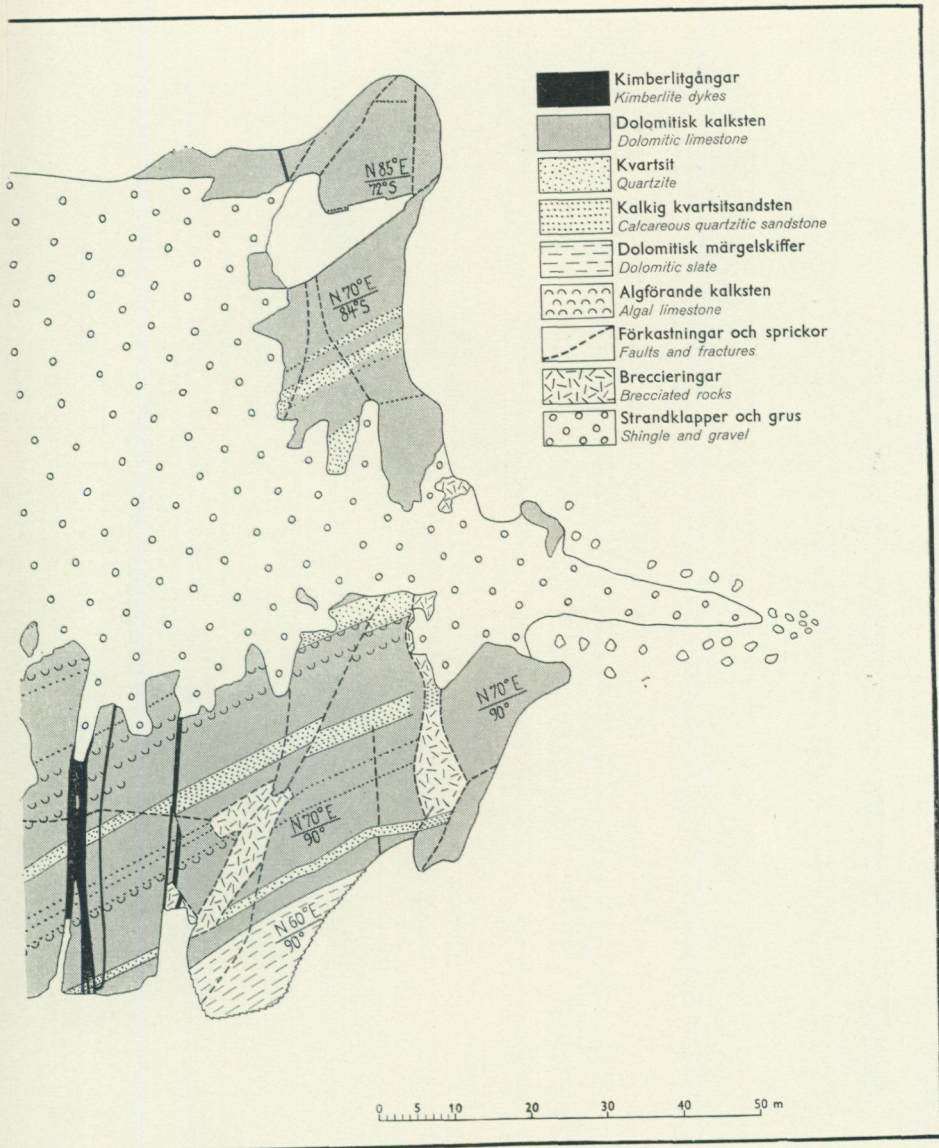 Kimberlitgångar
Kimberlite dykes
Dolomitisk kalksten
Dolomitic limestone
Kvartsit
Quartzite
Kalkig kvartsitsandsten
Calcareous quartzitic sandstone
Dolomitisk märgelskiffer
Dolomitic slate
Algförande kalksten
Algal limestone
Förkastningar och sprickor
Faults and fractures
Breccieringar
Brecciated rocks
Strandklapper och grus
Shingle and gravel
N 85° E
72° S
N 70° E
84° S
N 70° E
90°
N 70° E
90°
N 60° E
90°
0 5 10 20 30 40 50 m